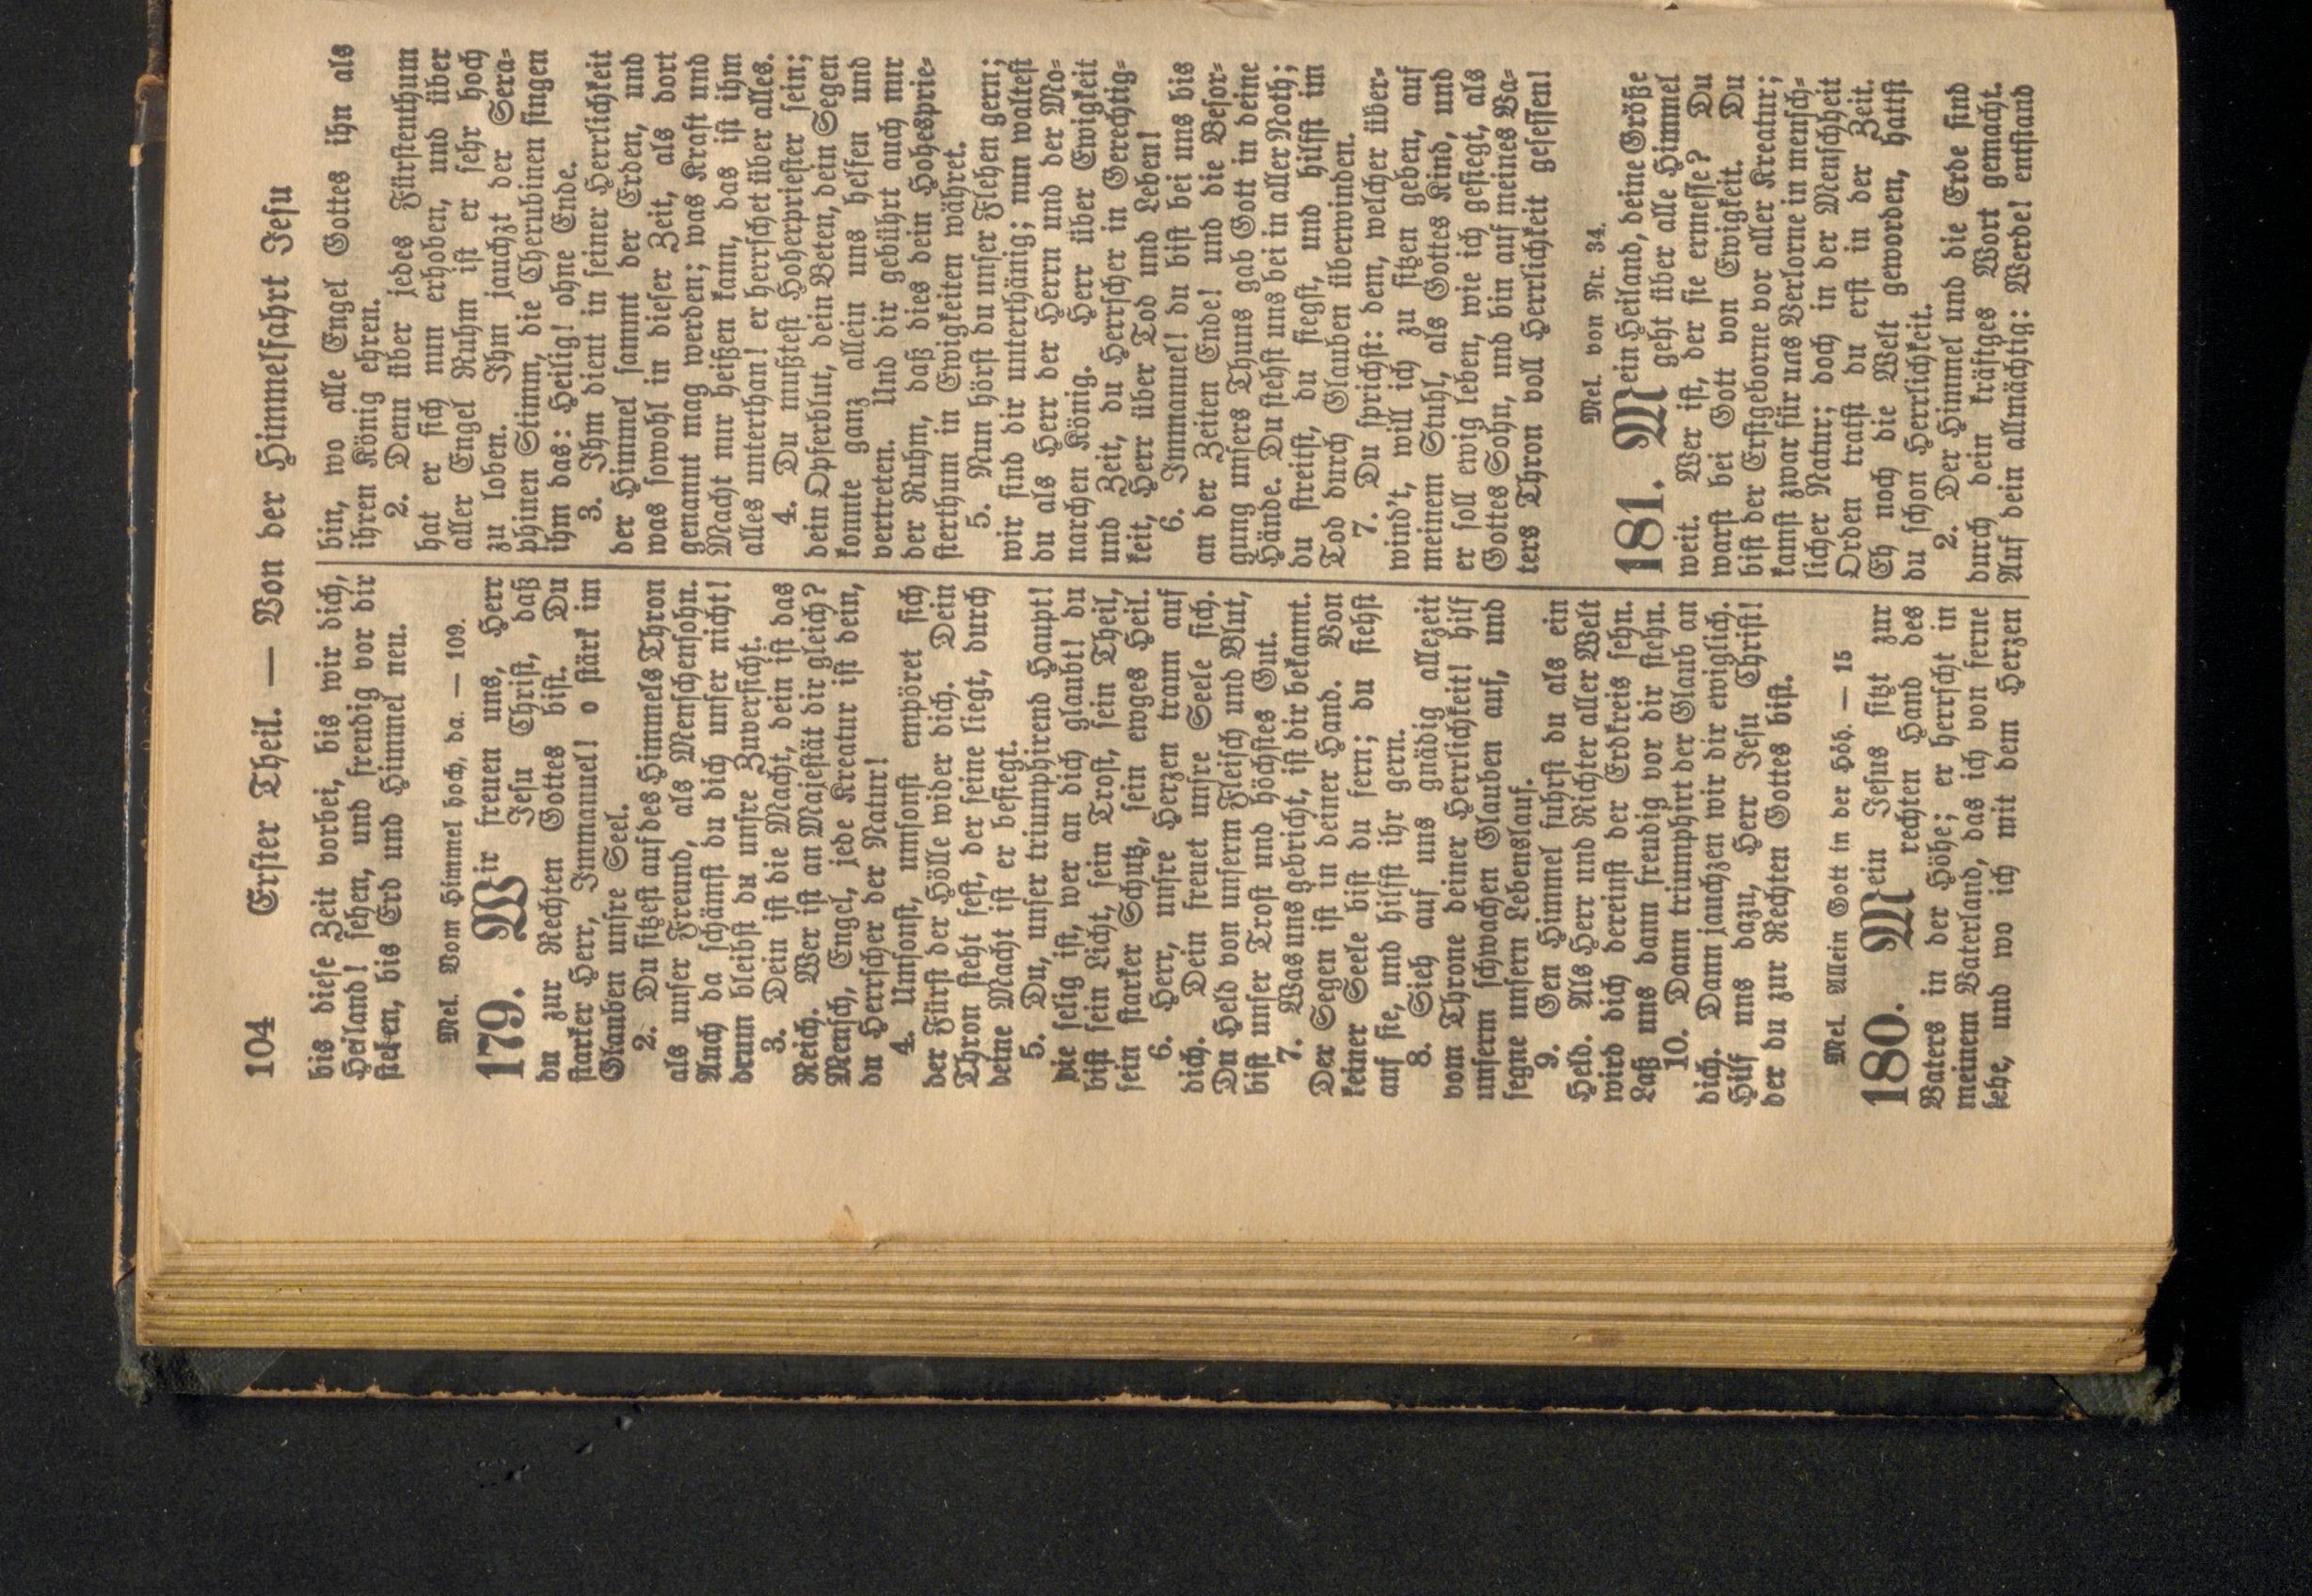 104 Erster Theil. — Von der Himmelfahrt Jesu
bis diese Zeit vorbei, bis wir dich,
Heiland! sehen, und freudig vor dir
stehen, bis Erd und Himmel neu.
Mel. Vom Himmel hoch, da. — 109.
179. Wir freuen uns, Herr
Jesu Christ, daß
du zur Rechten Gottes bist. Du
starker Herr, Immanuel! o stärk im
Glauben unsre Seel.
2. Du sitzest auf des Himmels Thron
als unser Freund, als Menschensohn.
Auch da schämst du dich unser nicht!
drum bleibst du unsre Zuversicht.
3. Dein ist die Macht, dein ist das
Reich. Wer ist an Majestät dir gleich?
Mensch, Engel, jede Kreatur ist dein,
du Herrscher der Natur!
4. Umsonst, umsonst empöret sich
der Fürst der Hölle wider dich. Dein
Thron steht fest, der seine liegt, durch
deine Macht ist er besiegt.
5. Du, unser triumphirend Haupt!
wie selig ist, wer an dich glaubt! du
bist sein Licht, sein Trost, sein Theil,
sein starker Schutz, sein ewges Heil.
6. Herr, unsre Herzen traun auf
dich. Dein freuet unsre Seele sich.
Du Held von unserm Fleisch und Blut,
bist unser Trost und höchstes Gut.
7. Was uns gebricht, ist dir bekannt.
Der Segen ist in deiner Hand. Von
keiner Seele bist du fern; du siehst
auf sie, und hilfst ihr gern.
8. Sieh auf uns gnädig allezeit
vom Throne deiner Herrlichkeit! hilf
unserm schwachen Glauben auf, und
segne unsern Lebenslauf.
9. Gen Himmel fuhrst du als ein
Held. Als Herr und Richter aller Welt
wird dich dereinst der Erdkreis sehn.
Laß uns dann freudig vor dir stehn.
10. Dann triumphirt der Glaub an
dich. Dann jauchzen wir dir ewiglich.
Hilf uns dazu, Herr Jesu Christ!
der du zur Rechten Gottes bist.
Mel. Allein Gott in der Höh. — 15
180. Mein Jesus sitzt zur
rechten Hand des
Vaters in der Höhe; er herrscht in
meinem Vaterland, das ich von ferne
sehe, und wo ich mit dem Herzen
bin, wo alle Engel Gottes ihn als
ihren König ehren.
2. Denn über jedes Fürstenthum
hat er sich nun erhoben, und über
aller Engel Ruhm ist er sehr hoch
zu loben. Ihm jauchzt der Sera-
phinen Stimm, die Cherubinen singen
ihm das: Heilig! ohne Ende.
3. Ihm dient in seiner Herrlichkeit
der Himmel sammt der Erden, und
was sowohl in dieser Zeit, als dort
genannt mag werden; was Kraft und
Macht nur heißen kann, das ist ihm
alles unterthan! er herrschet über alles.
4. Du mußtest Hoherpriester sein;
dein Opferblut, dein Beten, dein Segen
konnte ganz allein uns helfen und
vertreten. Und dir gebührt auch nur
der Ruhm, daß dies dein Hohesprie-
sterthum in Ewigkeiten währet.
5. Nun hörst du unser Flehen gern;
wir sind dir unterthänig; nun waltest
du als Herr der Herrn und der Mo-
narchen König. Herr über Ewigkeit
und Zeit, du Herrscher in Gerechtig-
keit, Herr über Tod und Leben!
6. Immanuel! du bist bei uns bis
an der Zeiten Ende! und die Besor-
gung unsers Thuns gab Gott in deine
Hände. Du stehst uns bei in aller Noth;
du streitst, du siegst, und hilfst im
Tod durch Glauben überwinden.
7. Du sprichst: dem, welcher über-
wind't, will ich zu sitzen geben, auf
meinem Stuhl, als Gottes Kind, und
er soll ewig leben, wie ich gesiegt, als
Gottes Sohn, und bin auf meines Va-
ters Thron voll Herrlichkeit gesessen!
Mel. von Nr. 34.
181. Mein Heiland, deine Größe
geht über alle Himmel
weit. Wer ist, der sie ermesse? Du
warst bei Gott von Ewigkeit. Du
bist der Erstgeborne vor aller Kreatur;
kamst zwar für uns Verlorne in mensch-
licher Natur; doch in der Menschheit
Orden tratst du erst in der Zeit.
Eh noch die Welt geworden, hattst
du schon Herrlichkeit.
2. Der Himmel und die Erde sind
durch dein kräftges Wort gemacht.
Auf dein allmächtig: Werde! entstand